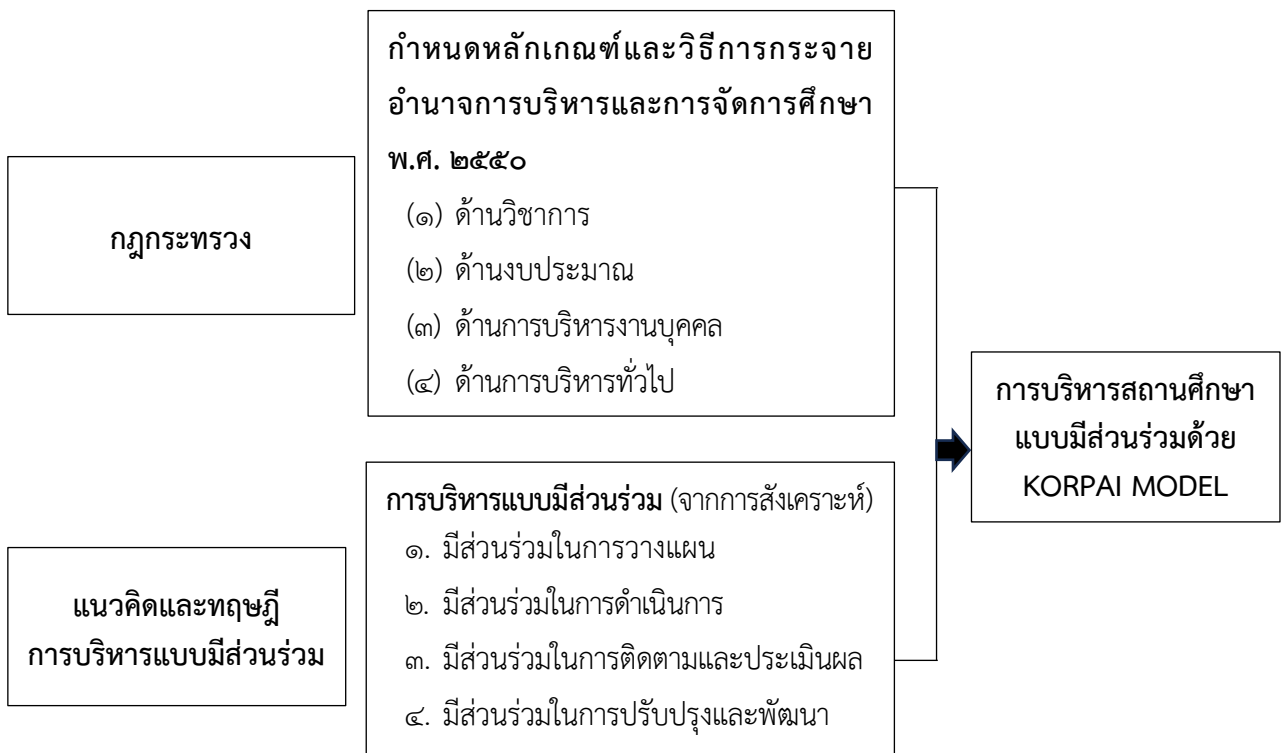 กำหนดหลักเกณฑ์และวิธีการกระจาย
อำนาจการบริหารและการจัดการศึกษา
พ.ศ. ๒๕๕๐
(๑) ด้านวิชาการ
(๒) ด้านงบประมาณ
(๓) ด้านการบริหารงานบุคคล
(๔) ด้านการบริหารทั่วไป
กฎกระทรวง
การบริหารสถานศึกษา
แบบมีส่วนร่วมด้วย
KORPAI MODEL
การบริหารแบบมีส่วนร่วม (จากการสังเคราะห์)
๑. มีส่วนร่วมในการวางแผน
๒. มีส่วนร่วมในการดำเนินการ
๓. มีส่วนร่วมในการติดตามและประเมินผล
๔. มีส่วนร่วมในการปรับปรุงและพัฒนา
แนวคิดและทฤษฎี
การบริหารแบบมีส่วนร่วม